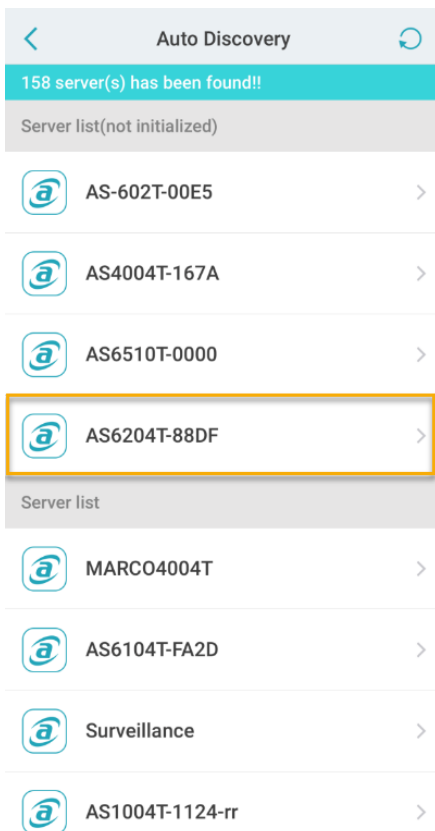 Auto Discovery
158 server(s) has been found!!
Server list(not initialized)
AS-602T-00E5
AS4004T-167A
AS6510T-0000
AS6204T-88DF
Server list
MARCO4004T
AS6104T-FA2D
Surveillance
AS1004T-1124-rr